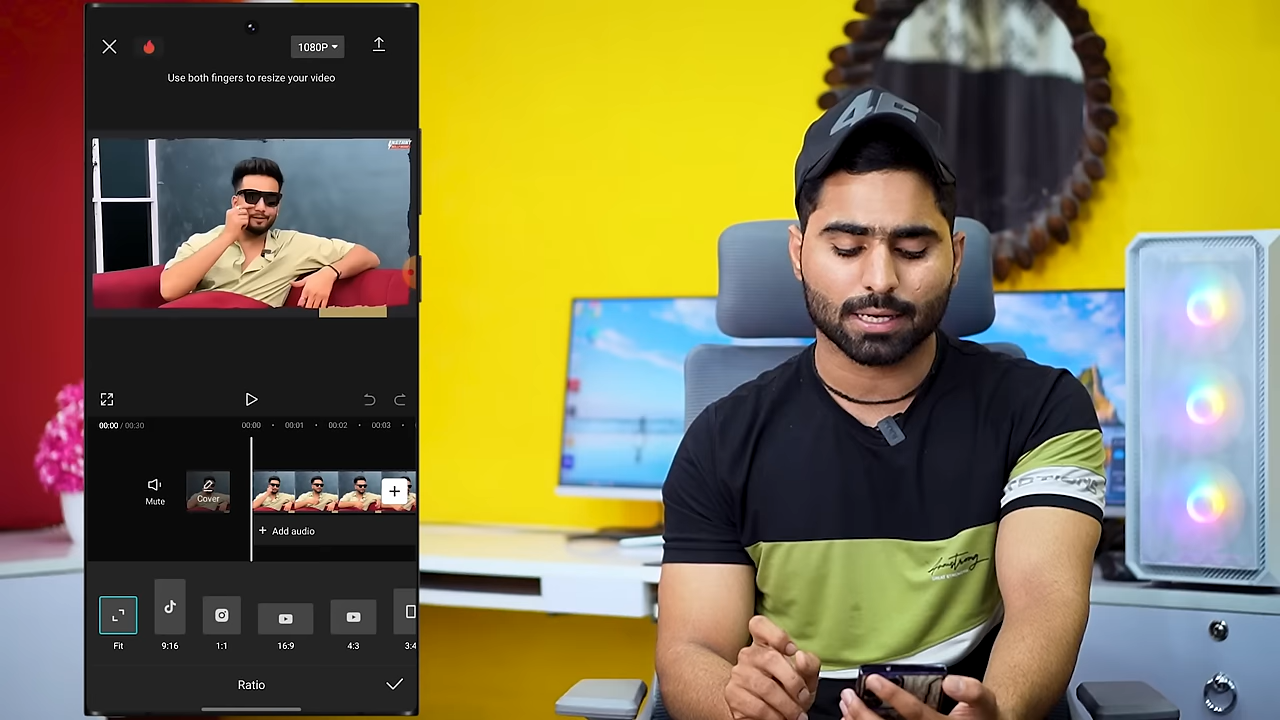 1080P
Use both fingers to resize your video
00:00 / 00:30
00:00 00:01 00:02 00:03
Mute
Cover
+ Add audio
Fit 9:16 1:1 16:9 4:3 3:4
Ratio